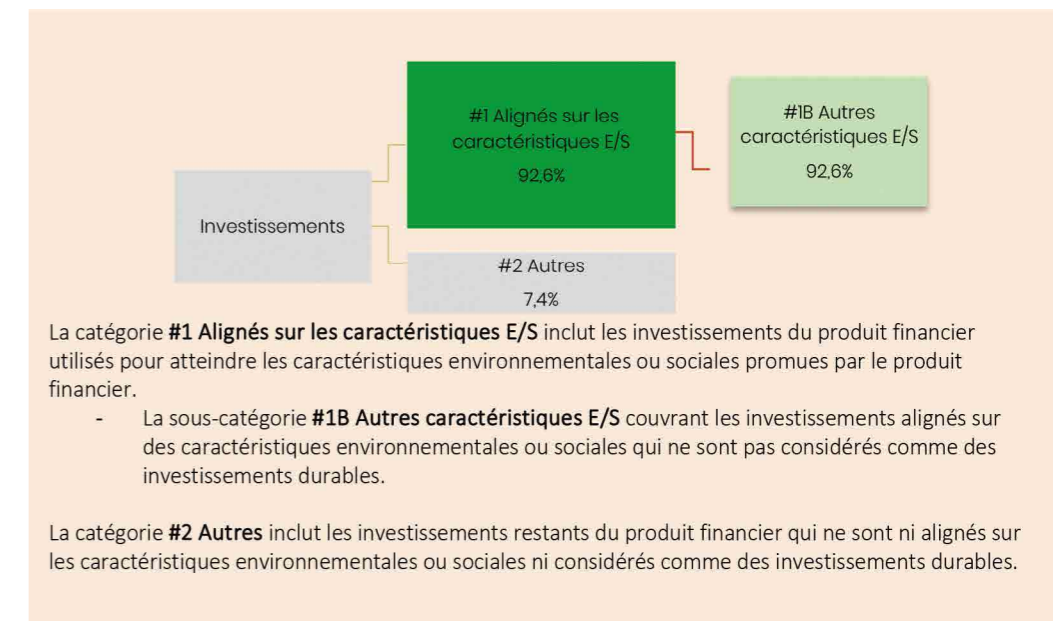 #1 Alignés sur les
caractéristiques E/S
92,6%
#1B Autres
caractéristiques E/S
92,6%
Investissements
#2 Autres
7,4%
La catégorie #1 Alignés sur les caractéristiques E/S inclut les investissements du produit financier
utilisés pour atteindre les caractéristiques environnementales ou sociales promues par le produit
financier.
- La sous-catégorie #1B Autres caractéristiques E/S couvrant les investissements alignés sur
des caractéristiques environnementales ou sociales qui ne sont pas considérés comme des
investissements durables.
La catégorie #2 Autres inclut les investissements restants du produit financier qui ne sont ni alignés sur
les caractéristiques environnementales ou sociales ni considérés comme des investissements durables.